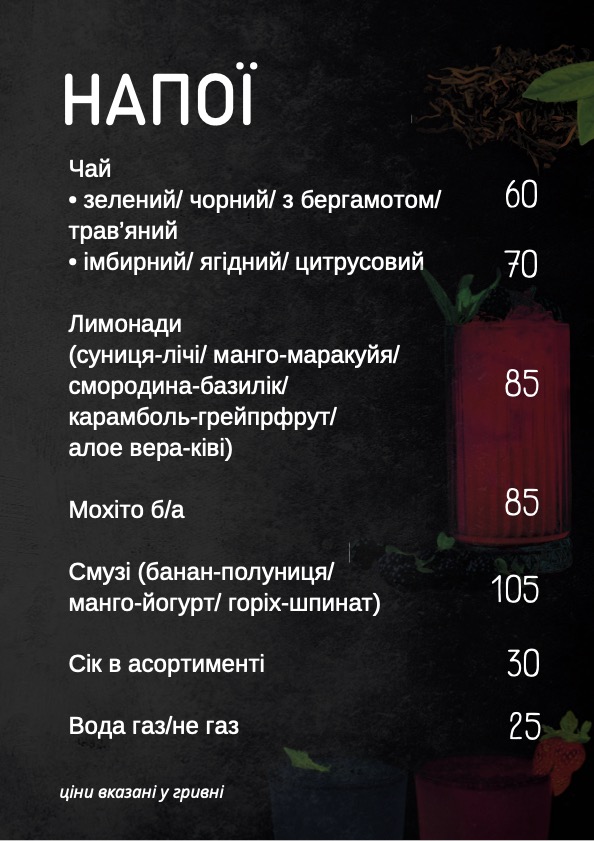 НАПОЇ
Чай
• зелений/ чорний/ з бергамотом/ 60
трав’яний
• імбирний/ ягідний/ цитрусовий 70
Лимонади
(суниця-лічі/ манго-маракуйя/
смородина-базилік/ 85
карамболь-грейпрфрут/
алое вера-ківі)
Мохіто б/а 85
Смузі (банан-полуниця/
манго-йогурт/ горіх-шпинат) 105
Сік в асортименті 30
Вода газ/не газ 25
ціни вказані у гривні